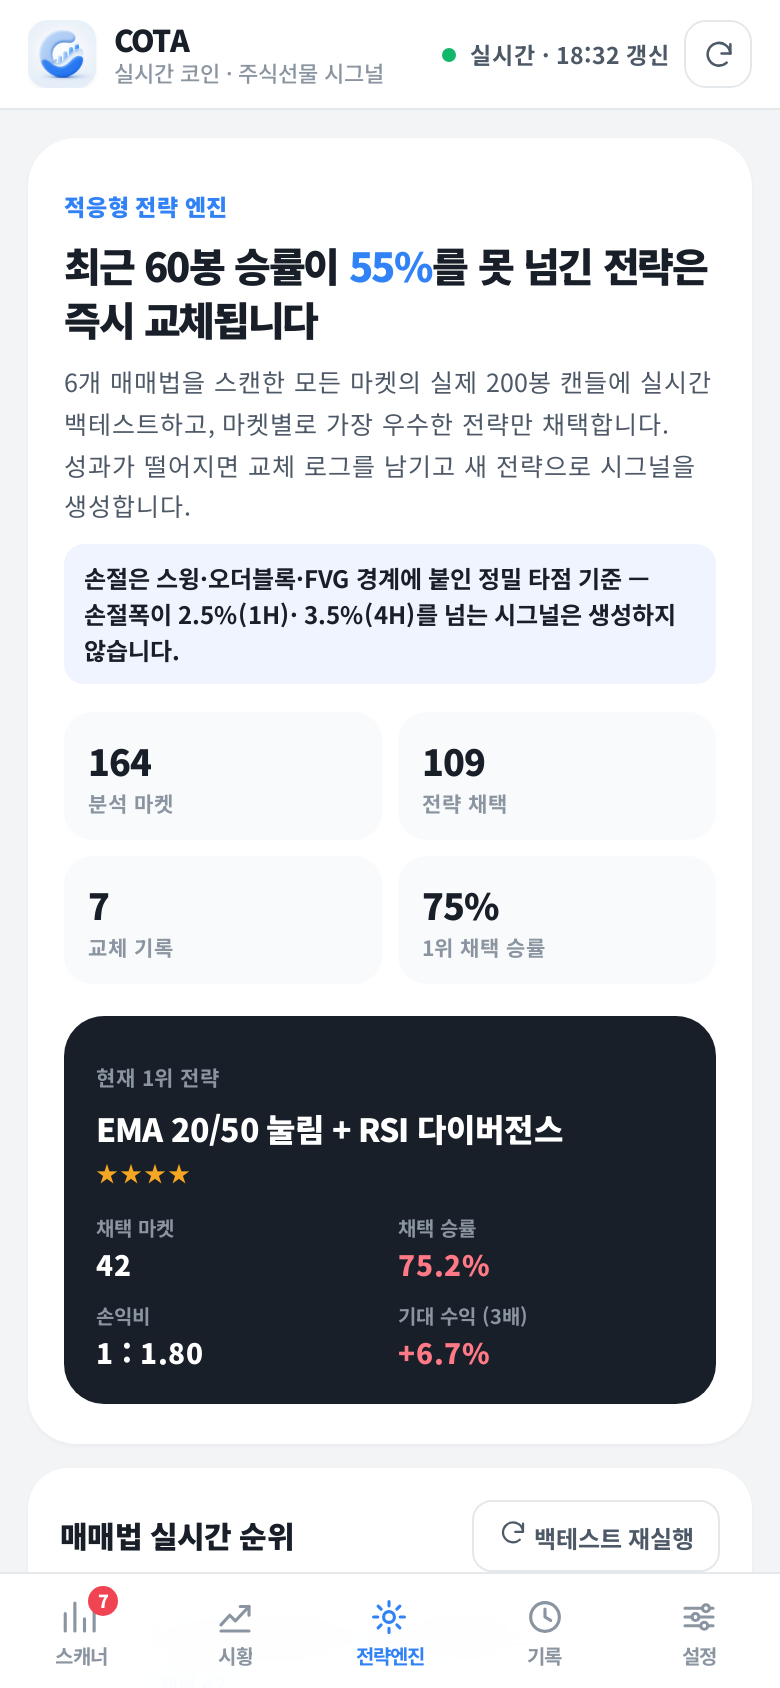 COTA
실시간 코인 · 주식선물 시그널
실시간 · 18:32 갱신
적응형 전략 엔진
최근 60봉 승률이 55%를 못 넘긴 전략은
즉시 교체됩니다
6개 매매법을 스캔한 모든 마켓의 실제 200봉 캔들에 실시간
백테스트하고, 마켓별로 가장 우수한 전략만 채택합니다.
성과가 떨어지면 교체 로그를 남기고 새 전략으로 시그널을
생성합니다.
손절은 스윙·오더블록·FVG 경계에 붙인 정밀 타점 기준 —
손절폭이 2.5%(1H)· 3.5%(4H)를 넘는 시그널은 생성하지
않습니다.
164
분석 마켓
109
전략 채택
7
교체 기록
75%
1위 채택 승률
현재 1위 전략
EMA 20/50 눌림 + RSI 다이버전스
★★★★
채택 마켓
42
채택 승률
75.2%
손익비
1 : 1.80
기대 수익 (3배)
+6.7%
매매법 실시간 순위
백테스트 재실행
7
스캐너
시황
전략엔진
기록
설정